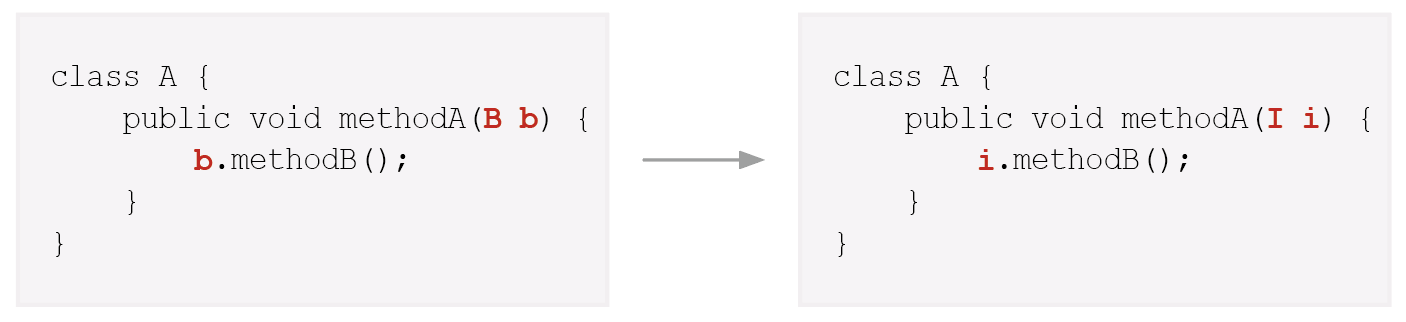 class A {
    public void methodA(B b) {
        b.methodB();
    }
}
class A {
    public void methodA(I i) {
        i.methodB();
    }
}